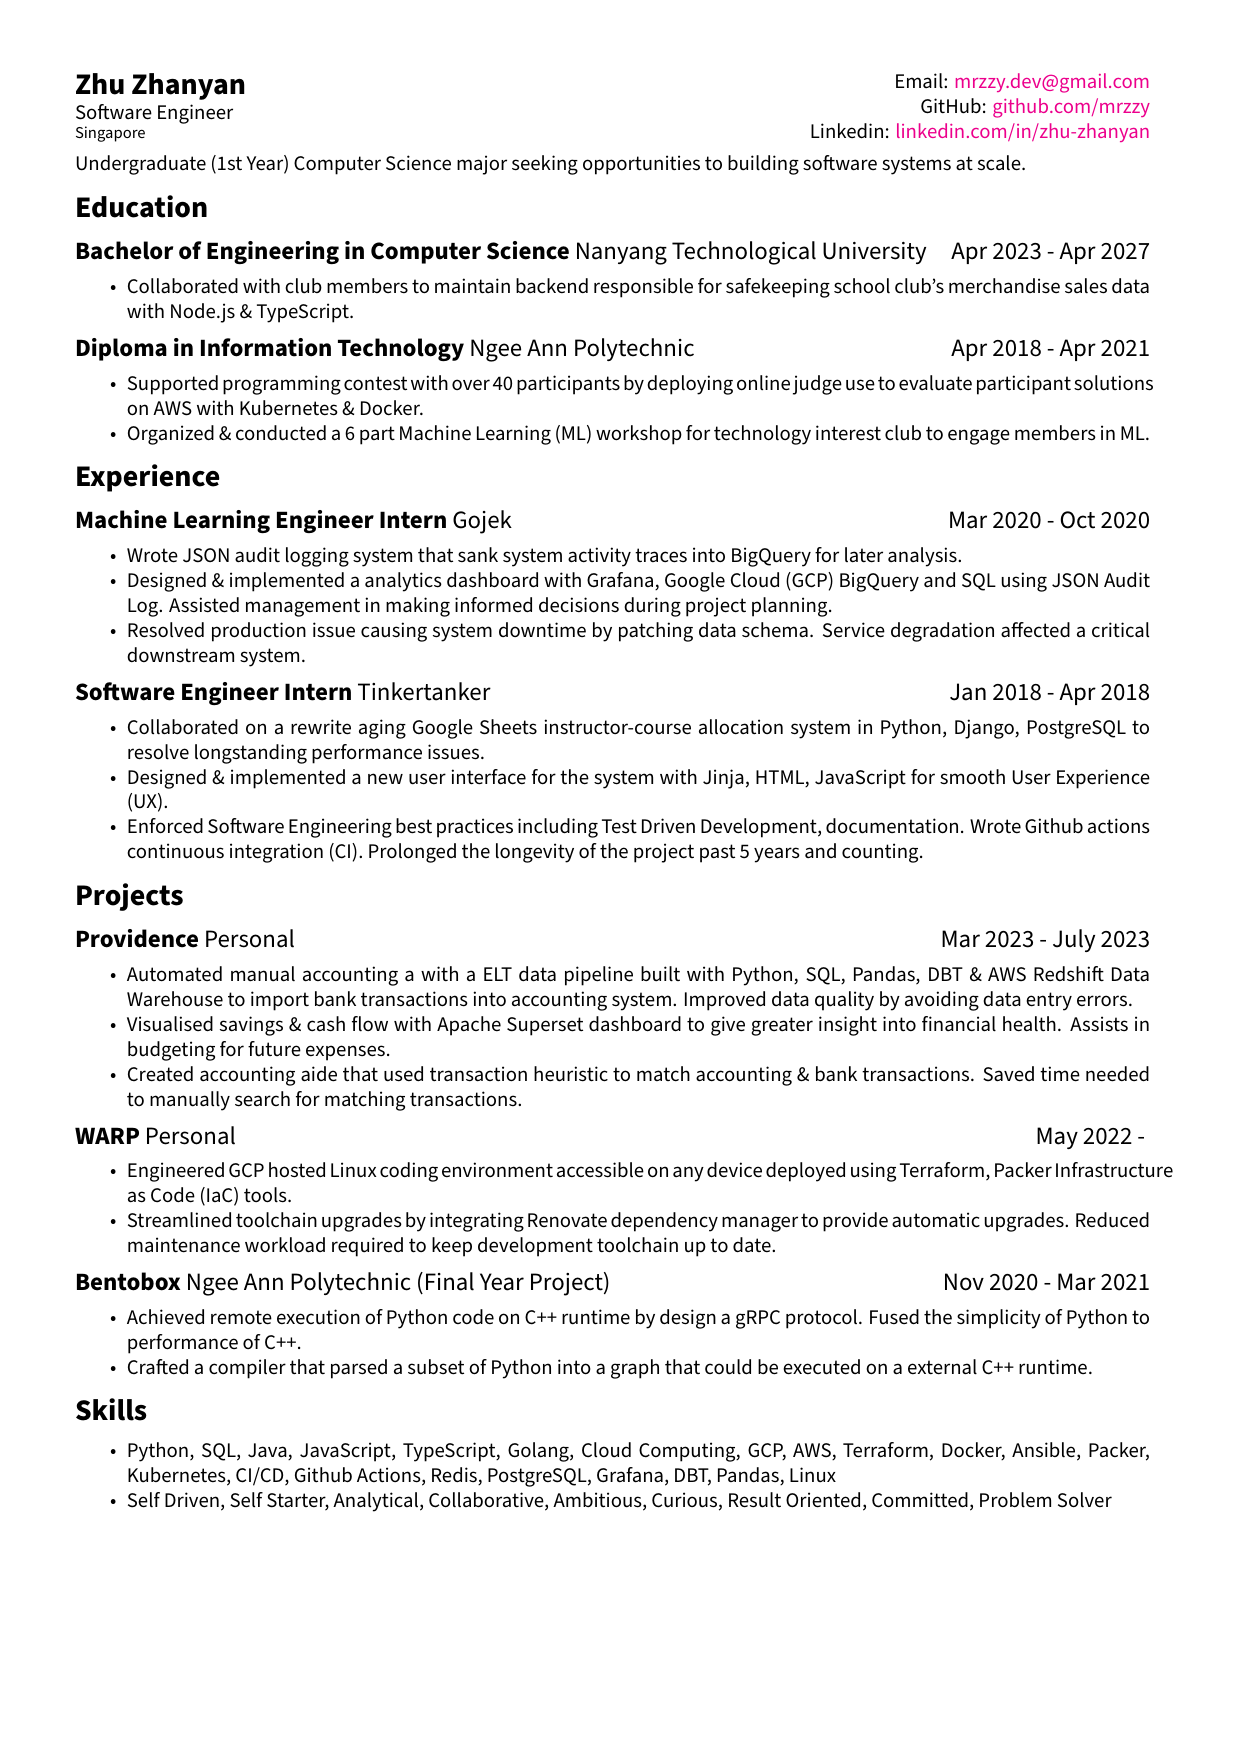 Zhu Zhanyan
Software Engineer
Singapore
Email: mrzzy.dev@gmail.com
GitHub: github.com/mrzzy
Linkedin: linkedin.com/in/zhu-zhanyan
Undergraduate (1st Year) Computer Science major seeking opportunities to building software systems at scale.
Education
Bachelor of Engineering in Computer Science Nanyang Technological University Apr 2023 - Apr 2027
• Collaborated with club members to maintain backend responsible for safekeeping school club’s merchandise sales data
with Node.js & TypeScript.
Diploma in Information Technology Ngee Ann Polytechnic Apr 2018 - Apr 2021
• Supported programming contest with over 40 participants by deploying online judge use to evaluate participant solutions
on AWS with Kubernetes & Docker.
• Organized & conducted a 6 part Machine Learning (ML) workshop for technology interest club to engage members in ML.
Experience
Machine Learning Engineer Intern Gojek Mar 2020 - Oct 2020
• Wrote JSON audit logging system that sank system activity traces into BigQuery for later analysis.
• Designed & implemented a analytics dashboard with Grafana, Google Cloud (GCP) BigQuery and SQL using JSON Audit
Log. Assisted management in making informed decisions during project planning.
• Resolved production issue causing system downtime by patching data schema. Service degradation affected a critical
downstream system.
Software Engineer Intern Tinkertanker Jan 2018 - Apr 2018
• Collaborated on a rewrite aging Google Sheets instructor-course allocation system in Python, Django, PostgreSQL to
resolve longstanding performance issues.
• Designed & implemented a new user interface for the system with Jinja, HTML, JavaScript for smooth User Experience
(UX).
• Enforced Software Engineering best practices including Test Driven Development, documentation. Wrote Github actions
continuous integration (CI). Prolonged the longevity of the project past 5 years and counting.
Projects
Providence Personal Mar 2023 - July 2023
• Automated manual accounting a with a ELT data pipeline built with Python, SQL, Pandas, DBT & AWS Redshift Data
Warehouse to import bank transactions into accounting system. Improved data quality by avoiding data entry errors.
• Visualised savings & cash flow with Apache Superset dashboard to give greater insight into financial health. Assists in
budgeting for future expenses.
• Created accounting aide that used transaction heuristic to match accounting & bank transactions. Saved time needed
to manually search for matching transactions.
WARP Personal May 2022 -
• Engineered GCP hosted Linux coding environment accessible on any device deployed using Terraform, Packer Infrastructure
as Code (IaC) tools.
• Streamlined toolchain upgrades by integrating Renovate dependency manager to provide automatic upgrades. Reduced
maintenance workload required to keep development toolchain up to date.
Bentobox Ngee Ann Polytechnic (Final Year Project) Nov 2020 - Mar 2021
• Achieved remote execution of Python code on C++ runtime by design a gRPC protocol. Fused the simplicity of Python to
performance of C++.
• Crafted a compiler that parsed a subset of Python into a graph that could be executed on a external C++ runtime.
Skills
• Python, SQL, Java, JavaScript, TypeScript, Golang, Cloud Computing, GCP, AWS, Terraform, Docker, Ansible, Packer,
Kubernetes, CI/CD, Github Actions, Redis, PostgreSQL, Grafana, DBT, Pandas, Linux
• Self Driven, Self Starter, Analytical, Collaborative, Ambitious, Curious, Result Oriented, Committed, Problem Solver